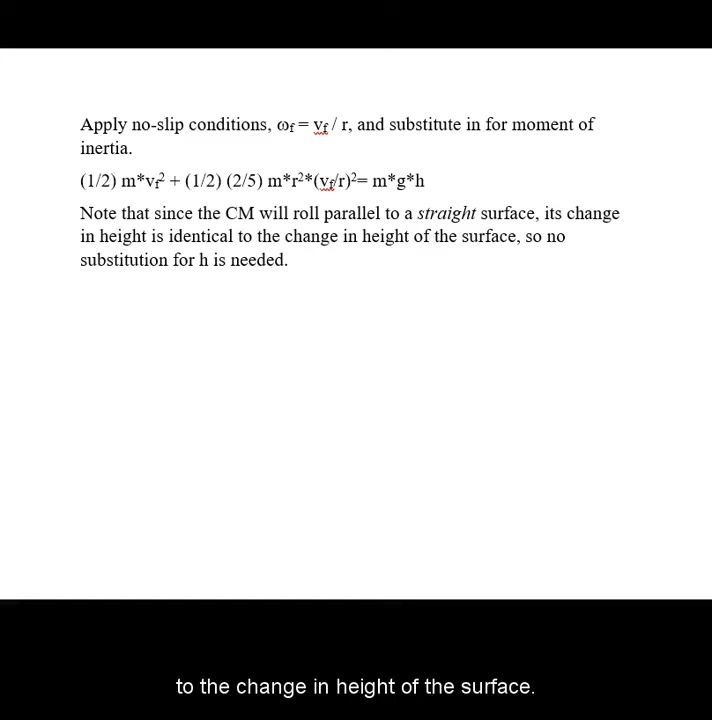 Apply no-slip conditions, ωf = vf / r, and substitute in for moment of
inertia.
(1/2) m*vf² + (1/2) (2/5) m*r²*(vf/r)²= m*g*h
Note that since the CM will roll parallel to a straight surface, its change
in height is identical to the change in height of the surface, so no
substitution for h is needed.
to the change in height of the surface.